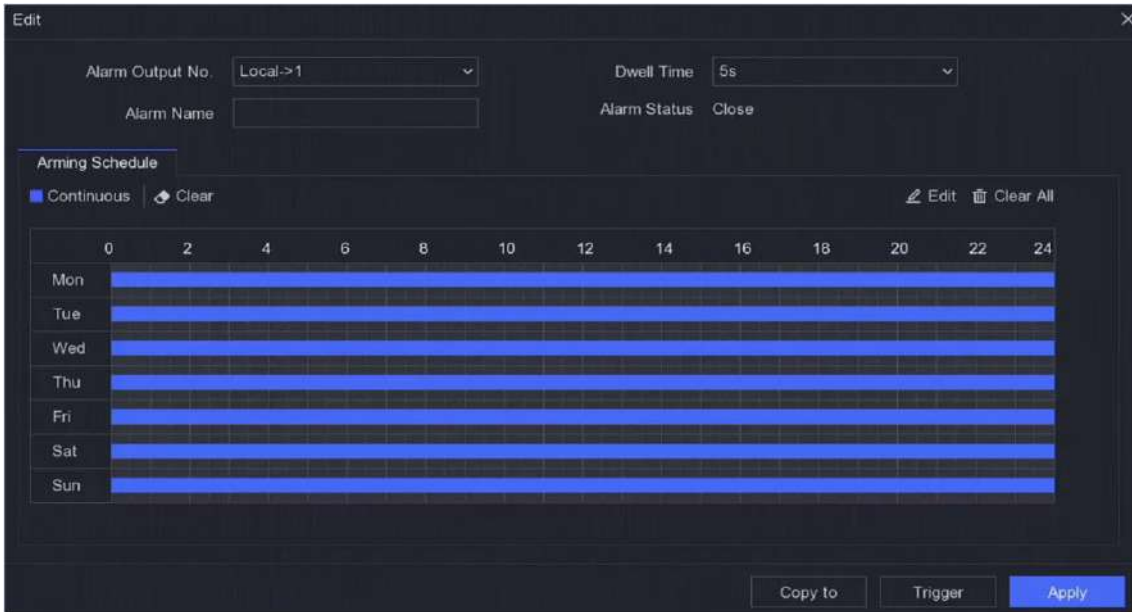 Edit
Alarm Output No. Local->1 Dwell Time 5s
Alarm Name Alarm Status Close
Arming Schedule
Continuous Clear Edit Clear All
0 2 4 6 8 10 12 14 16 18 20 22 24
Mon
Tue
Wed
Thu
Fri
Sat
Sun
Copy to Trigger Apply